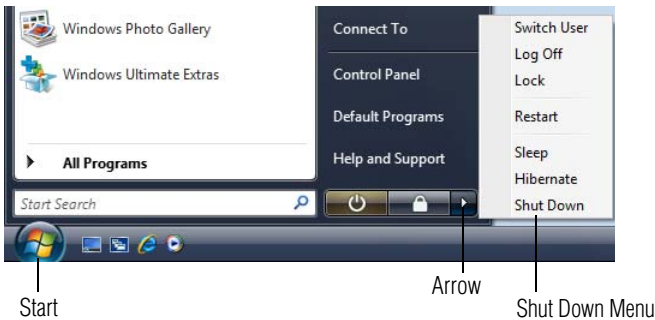 Windows Photo Gallery
Windows Ultimate Extras
All Programs
Start Search
Connect To
Control Panel
Default Programs
Help and Support
Switch User
Log Off
Lock
Restart
Sleep
Hibernate
Shut Down
Start
Arrow
Shut Down Menu